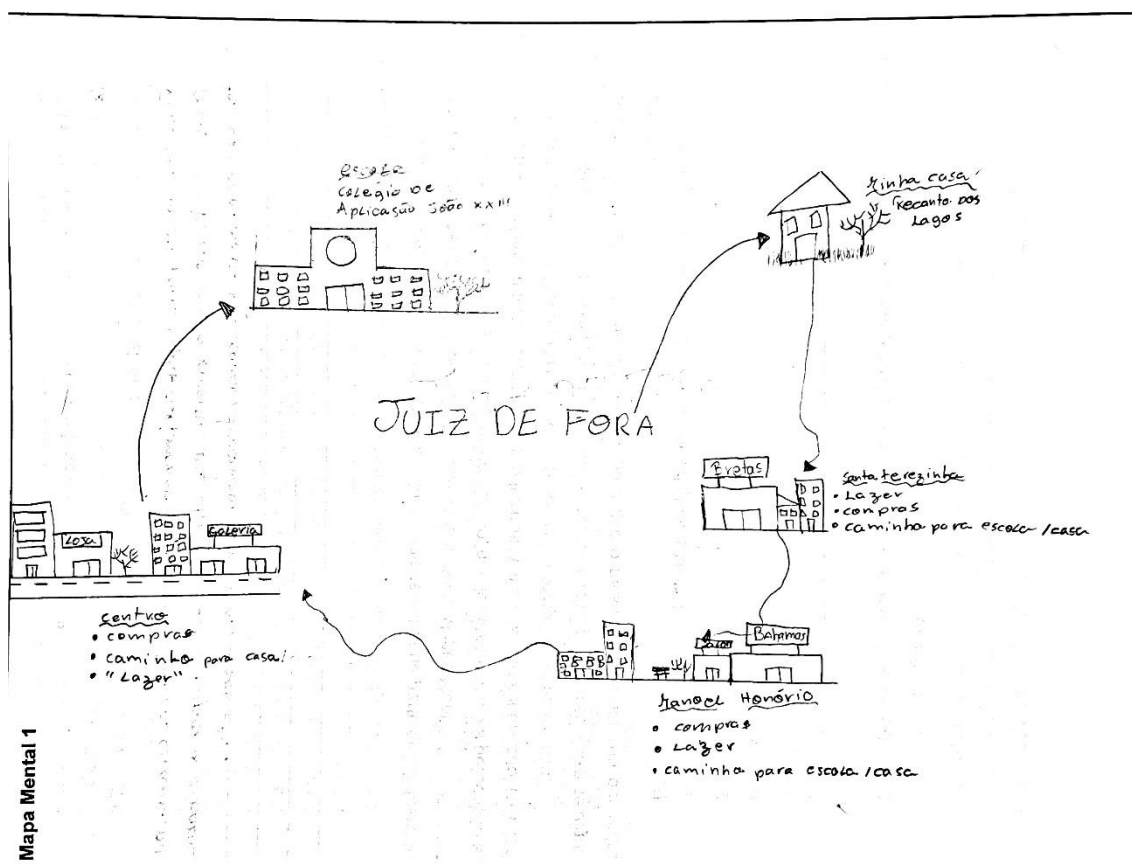 escola
Colégio de
Aplicação João XXIII
Minha casa
Recanto dos
Lagos
JUIZ DE FORA
Bretas
Santa terezinha
• Lazer
• compras
• caminho para escola / casa
Loja
Galeria
centro
• compras
• caminho para casa/
• "Lazer"
Bahamas
Manoel Honório
• compras
• Lazer
• caminho para escola / casa
Mapa Mental 1